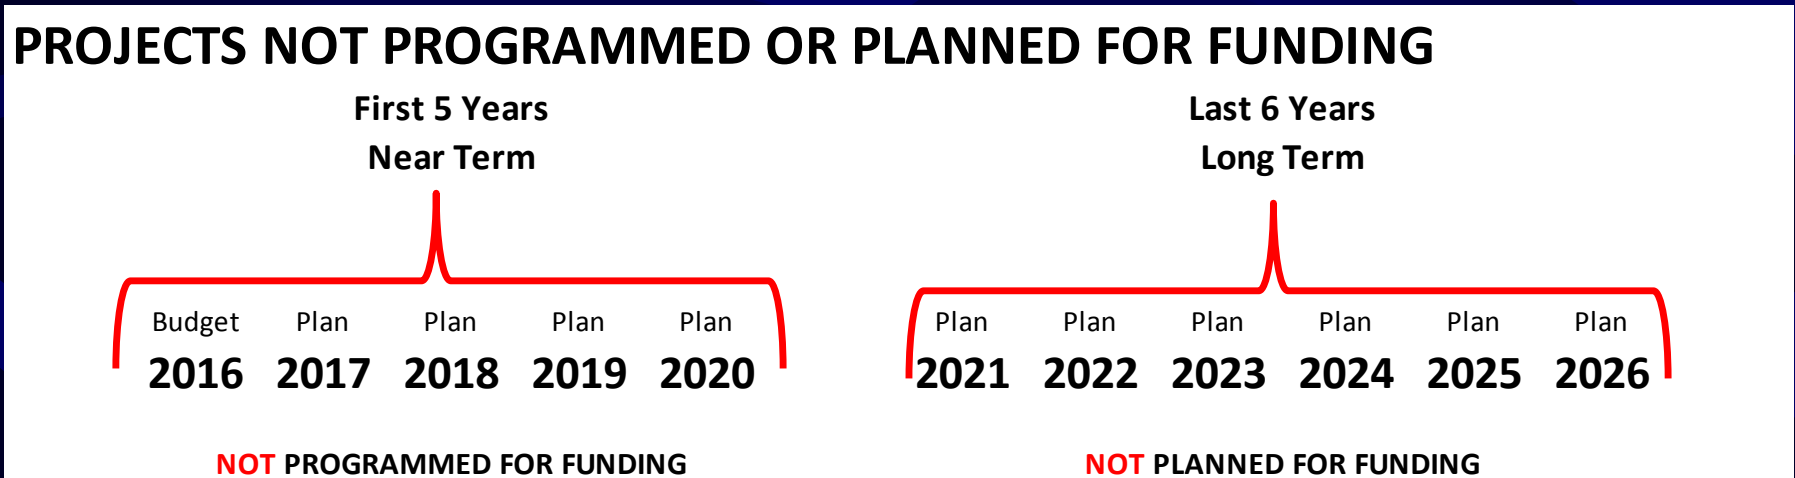 PROJECTS NOT PROGRAMMED OR PLANNED FOR FUNDING
First 5 Years
Near Term
Budget Plan Plan Plan Plan
2016 2017 2018 2019 2020
NOT PROGRAMMED FOR FUNDING
Last 6 Years
Long Term
Plan Plan Plan Plan Plan Plan
2021 2022 2023 2024 2025 2026
NOT PLANNED FOR FUNDING